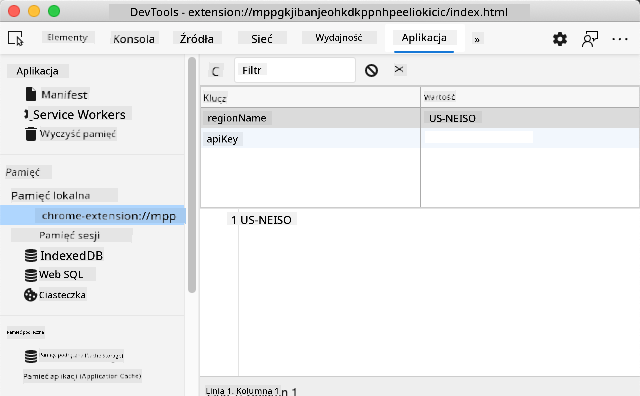 DevTools - extension://mppgkjibanjeohkdkppnhpeeliokicic/index.html
Elementy Konsola Źródła Sieć Wydajność Aplikacja »
Aplikacja
Manifest
Service Workers
Wyczyść pamięć
Pamięć
Pamięć lokalna
chrome-extension://mpp
Pamięć sesji
IndexedDB
Web SQL
Ciasteczka
Pamięć
Pamięć aplikacji (Application Cache)
C Filtr
Klucz Wartość
regionName US-NEISO
apiKey
1 US-NEISO
Linia 1, Kolumna 1